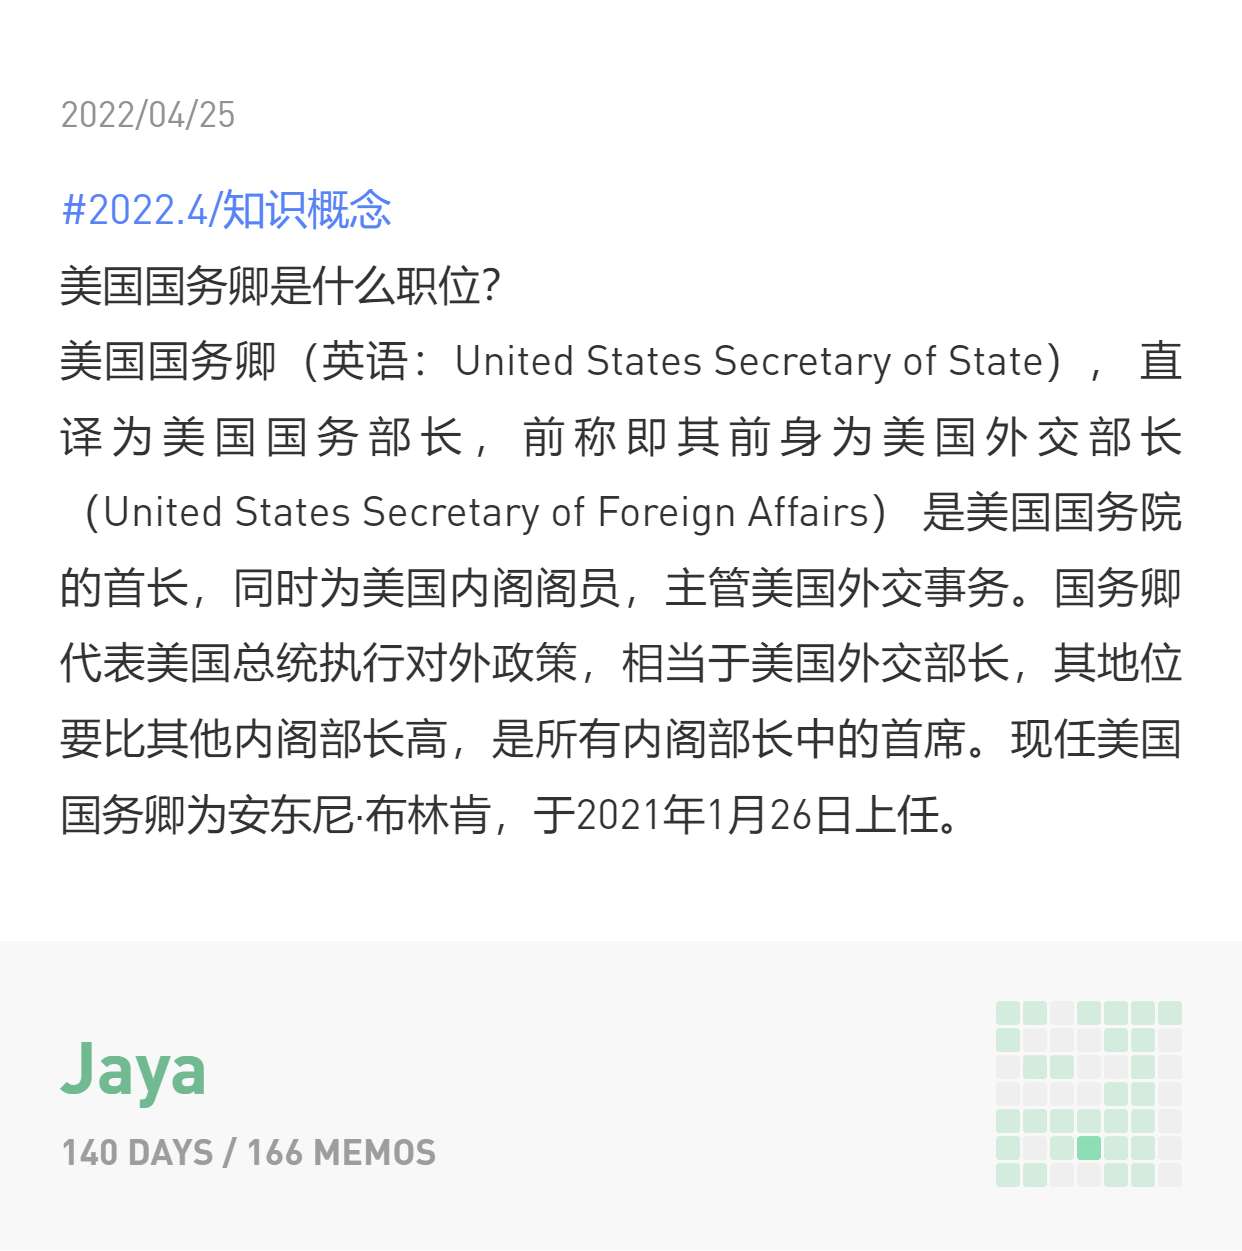 2022/04/25
#2022.4/知识概念
美国国务卿是什么职位？
美国国务卿（英语：United States Secretary of State），直
译为美国国务部长，前称即其前身为美国外交部长
（United States Secretary of Foreign Affairs） 是美国国务院
的首长，同时为美国内阁阁员，主管美国外交事务。国务卿
代表美国总统执行对外政策，相当于美国外交部长，其地位
要比其他内阁部长高，是所有内阁部长中的首席。现任美国
国务卿为安东尼·布林肯，于2021年1月26日上任。
Jaya
140 DAYS / 166 MEMOS